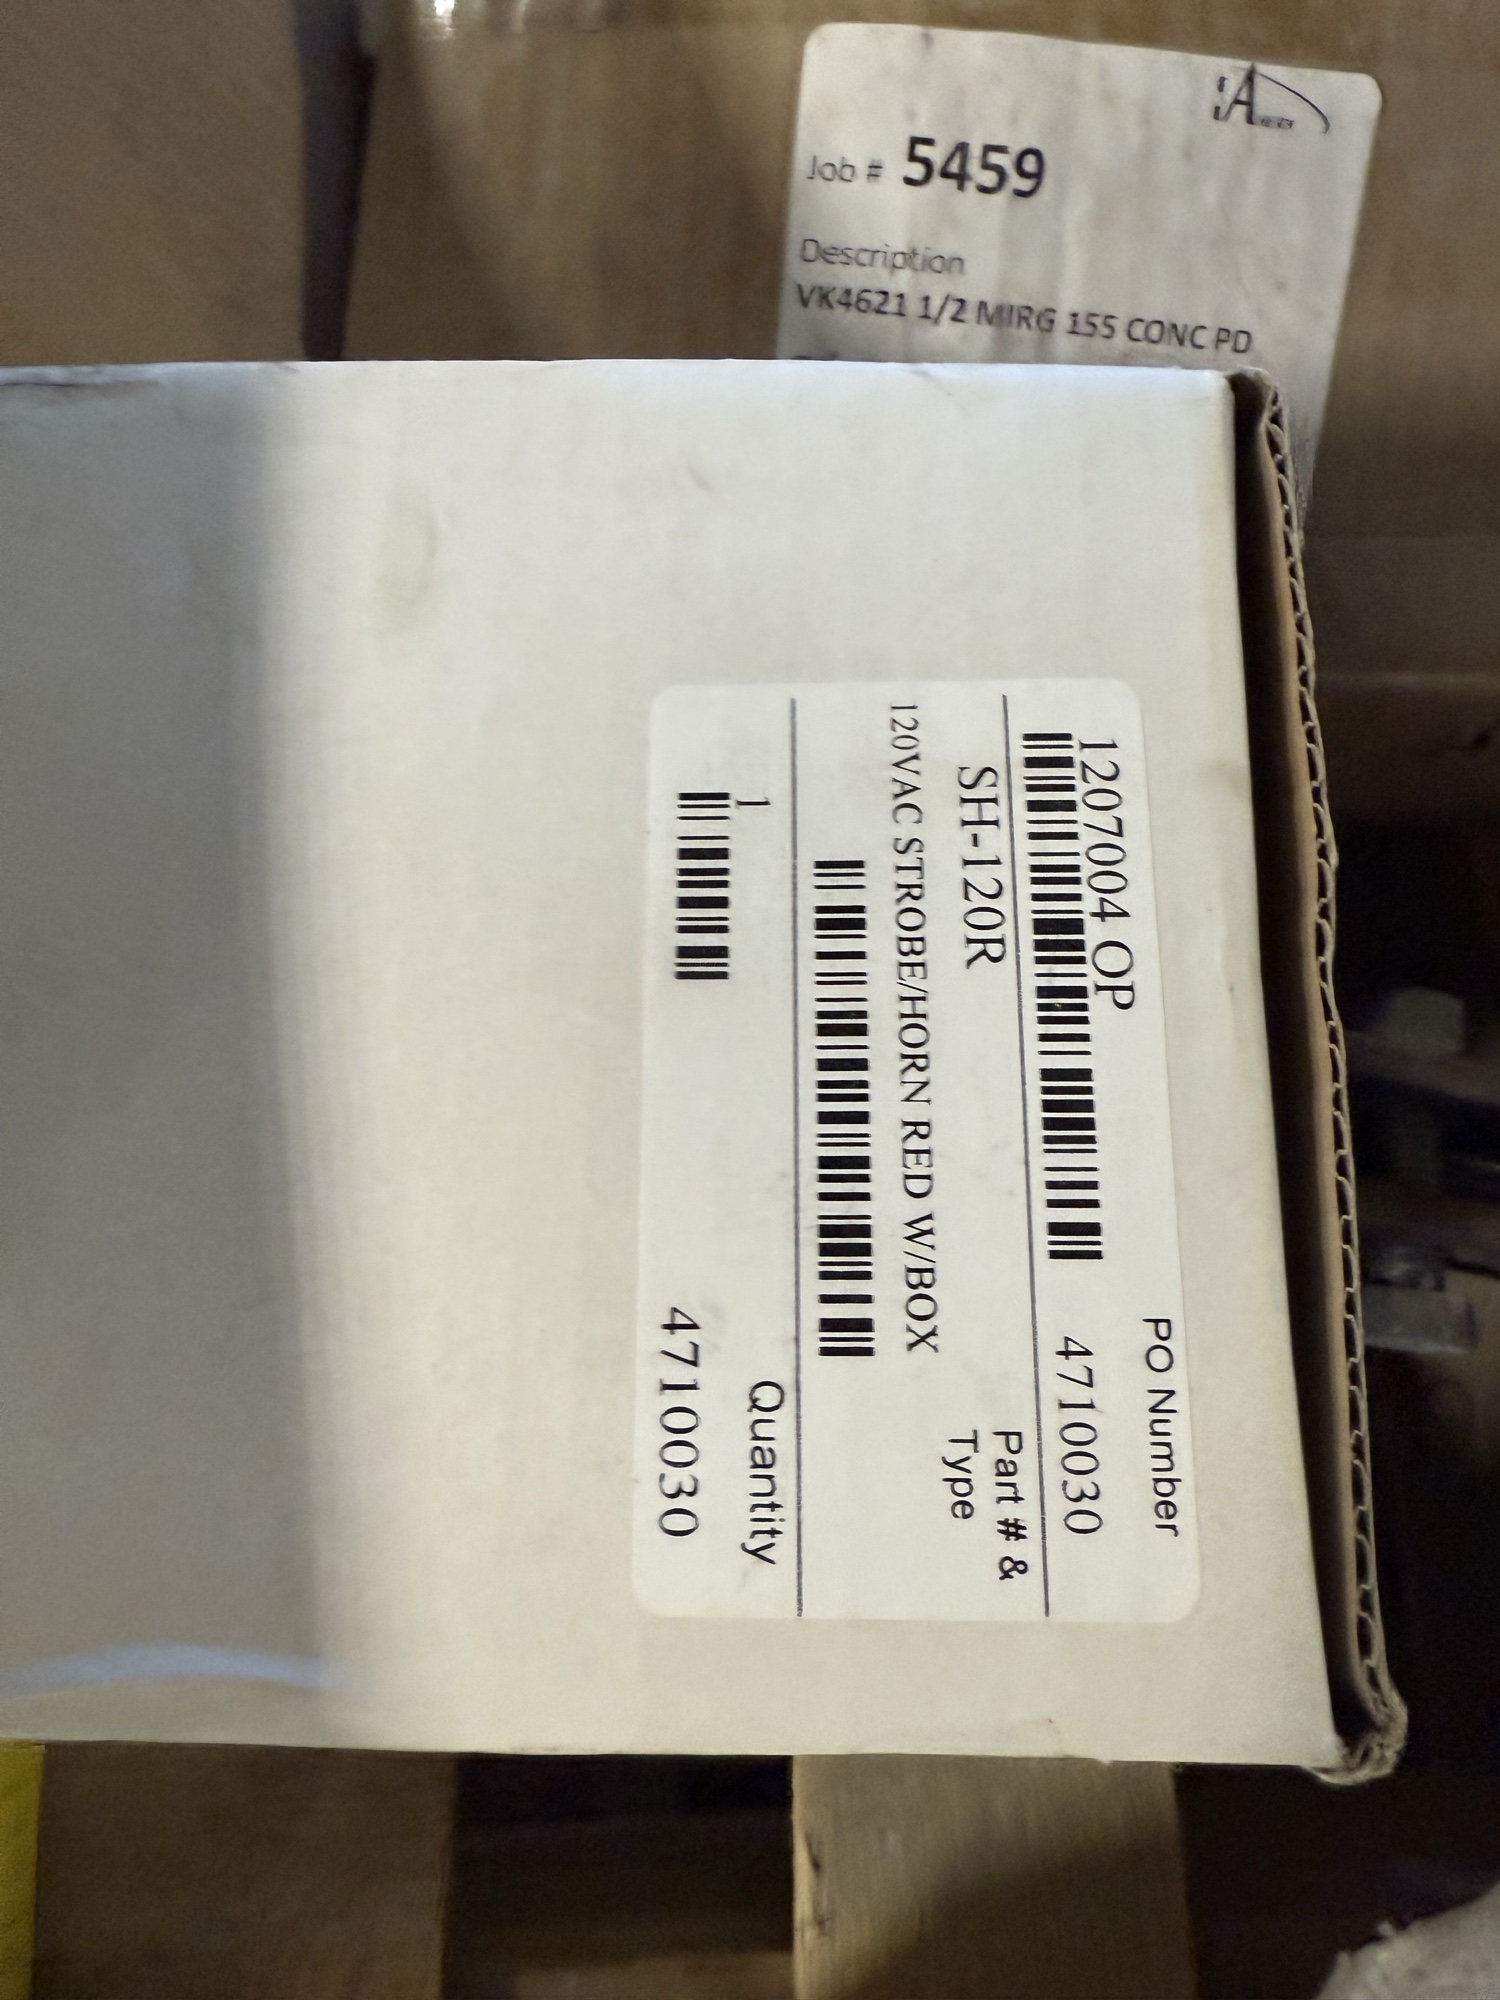 Job # 5459
Description
VK4621 1/2 MIRG 155 CONC PD
PO Number
1207004 OP
4710030
SH-120R
Part # &
Type
120VAC STROBE/HORN RED W/BOX
Quantity
1
4710030